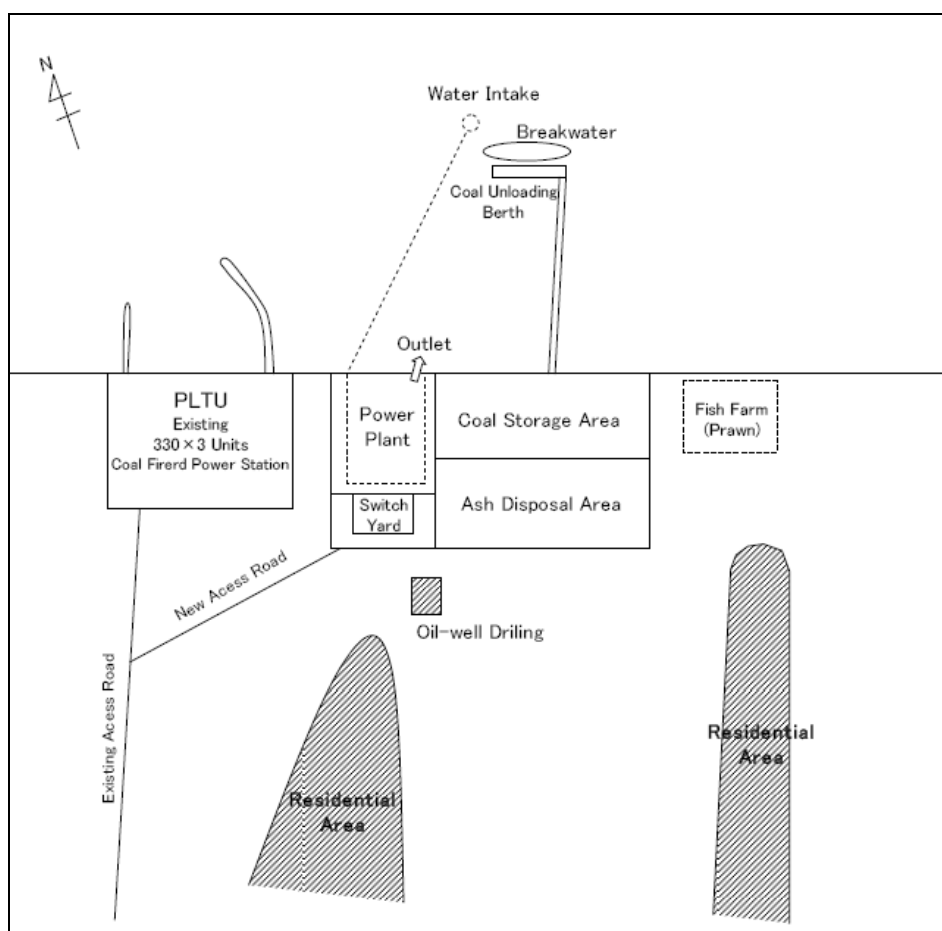 N
Water Intake
Breakwater
Coal Unloading
Berth
Outlet
PLTU
Existing
330×3 Units
Coal Firerd Power Station
Power
Plant
Coal Storage Area
Fish Farm
(Prawn)
Switch
Yard
Ash Disposal Area
New Acess Road
Oil-well Driling
Existing Acess Road
Residential
Area
Residential
Area